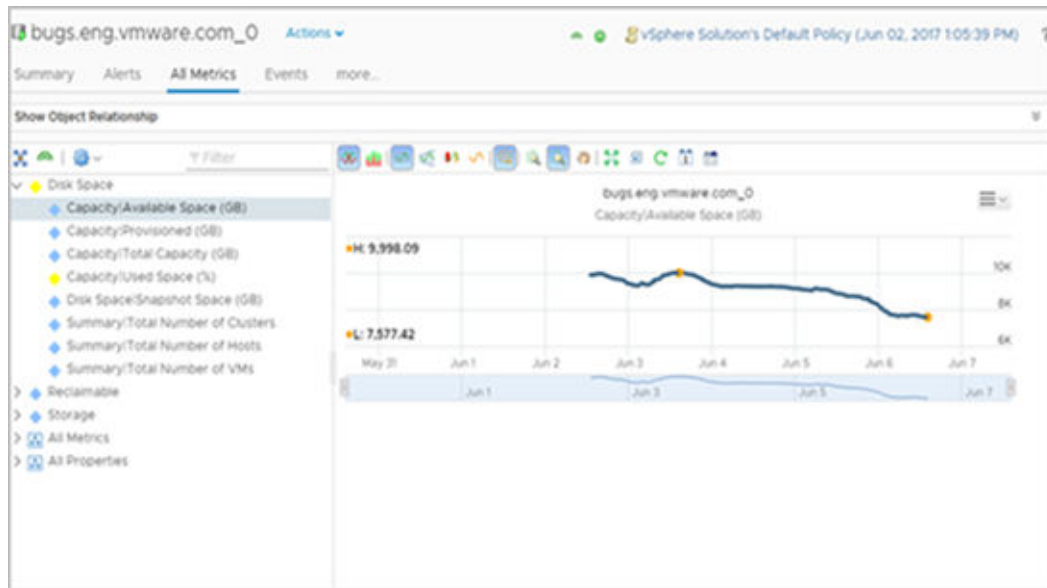 bugs.eng.vmware.com_0 Actions vSphere Solution's Default Policy (Jun 02, 2017 1:05:39 PM) ?
Summary Alerts All Metrics Events more...
Show Object Relationship
Filter
Disk Space
Capacity|Available Space (GB)
Capacity|Provisioned (GB)
Capacity|Total Capacity (GB)
Capacity|Used Space (%)
Disk Space|Snapshot Space (GB)
Summary|Total Number of Clusters
Summary|Total Number of Hosts
Summary|Total Number of VMs
Reclaimable
Storage
All Metrics
All Properties
bugs.eng.vmware.com_0
Capacity|Available Space (GB)
H: 9,998.09
10K
8K
L: 7,577.42
6K
May 31 Jun 1 Jun 2 Jun 3 Jun 4 Jun 5 Jun 6 Jun 7
Jun 1 Jun 3 Jun 5 Jun 7